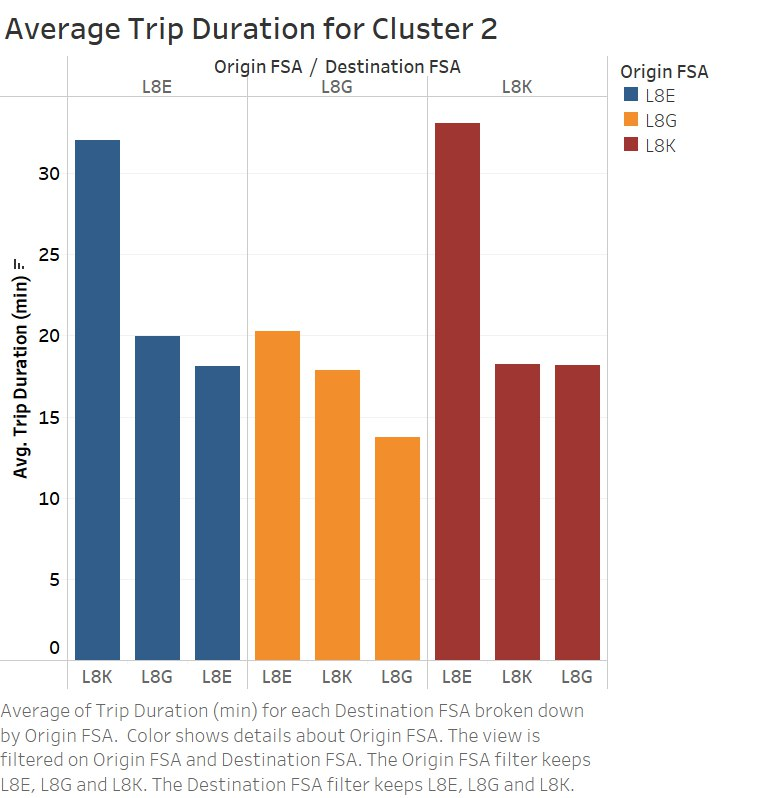 Average Trip Duration for Cluster 2
Origin FSA / Destination FSA
L8E L8G L8K
Origin FSA
L8E
L8G
L8K
Avg. Trip Duration (min)
30
25
20
15
10
5
0
L8K L8G L8E L8E L8K L8G L8E L8K L8G
Average of Trip Duration (min) for each Destination FSA broken down
by Origin FSA.  Color shows details about Origin FSA. The view is
filtered on Origin FSA and Destination FSA. The Origin FSA filter keeps
L8E, L8G and L8K. The Destination FSA filter keeps L8E, L8G and L8K.